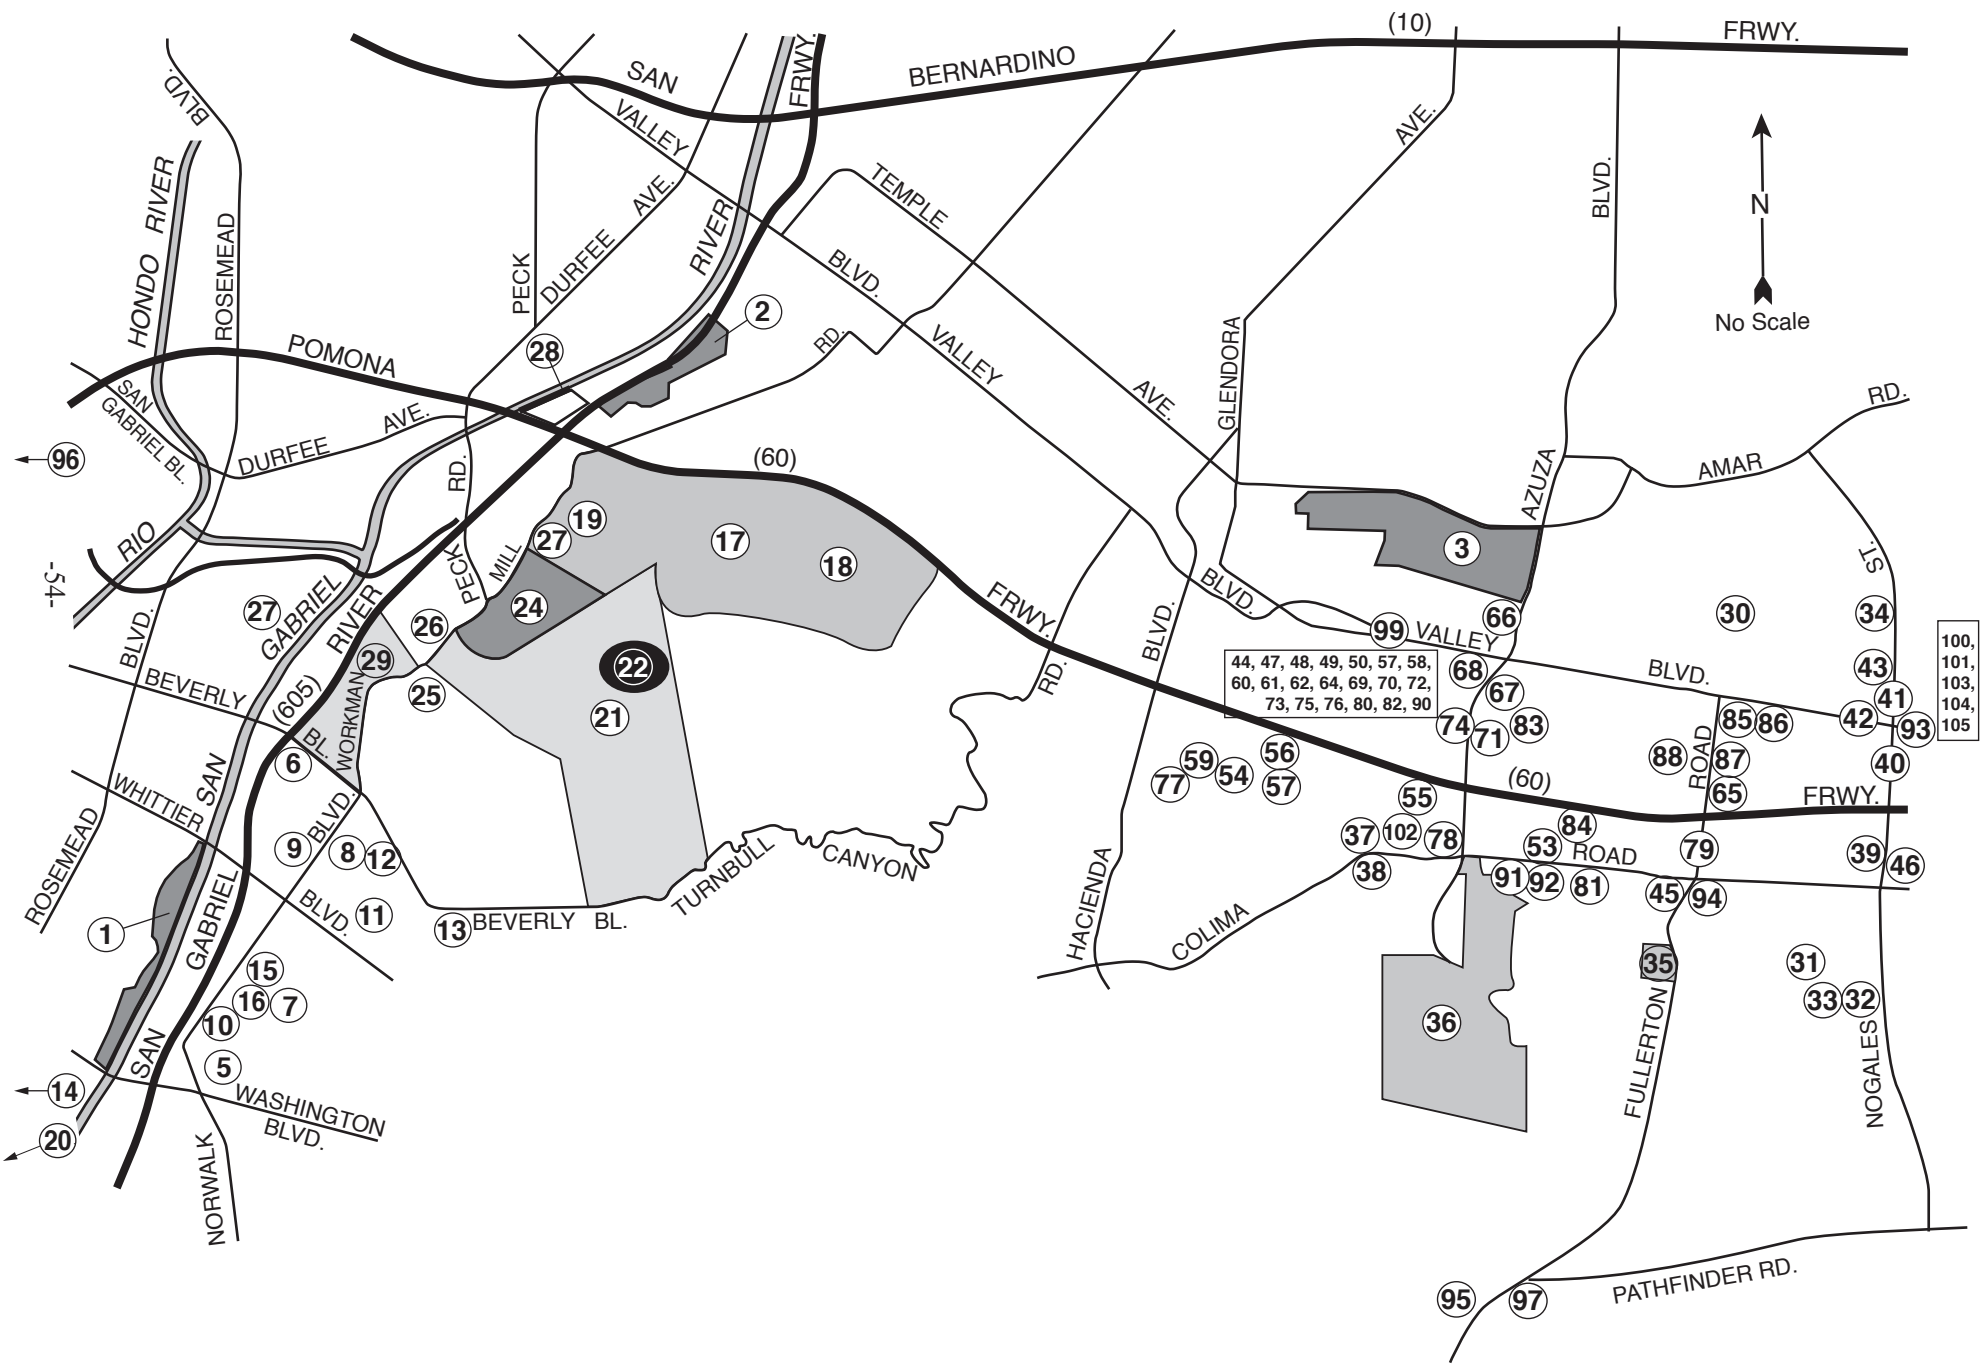 (10)
FRWY.
SAN
BERNARDINO
FRWY.
BLVD.
VALLEY
AVE.
BLVD.
HONDO RIVER
ROSEMEAD
PECK
DURFEE
AVE.
RIVER
TEMPLE
BLVD.
N
No Scale
2
28
RD.
VALLEY
POMONA
SAN
GABRIEL BL.
AVE.
DURFEE
GLENDORA
AVE.
RD.
AMAR
96
(60)
RD.
AZUZA
RIO
19
27
17
18
3
ST.
-54-
PECK
MILL
24
27
GABRIEL
RIVER
26
FRWY.
BLVD.
BLVD.
99
VALLEY
66
30
34
BLVD.
29
22
25
21
RD.
BLVD.
BEVERLY
BL.
(605)
WORKMAN
44, 47, 48, 49, 50, 57, 58,
60, 61, 62, 64, 69, 70, 72,
73, 75, 76, 80, 82, 90
68
67
74
71
83
85
86
43
41
42
93
100,
101,
103,
104,
105
6
WHITTIER
SAN
BLVD.
59
54
77
56
57
55
(60)
88
ROAD
87
65
40
FRWY.
ROSEMEAD
9
8
12
TURNBULL
CANYON
37
102
78
38
53
84
ROAD
79
39
46
91
92
81
45
94
1
GABRIEL
BLVD.
11
13
BEVERLY
BL.
HACIENDA
COLIMA
15
16
7
10
35
31
33
32
36
SAN
5
14
20
WASHINGTON
BLVD.
NORWALK
FULLERTON
NOGALES
PATHFINDER RD.
95
97